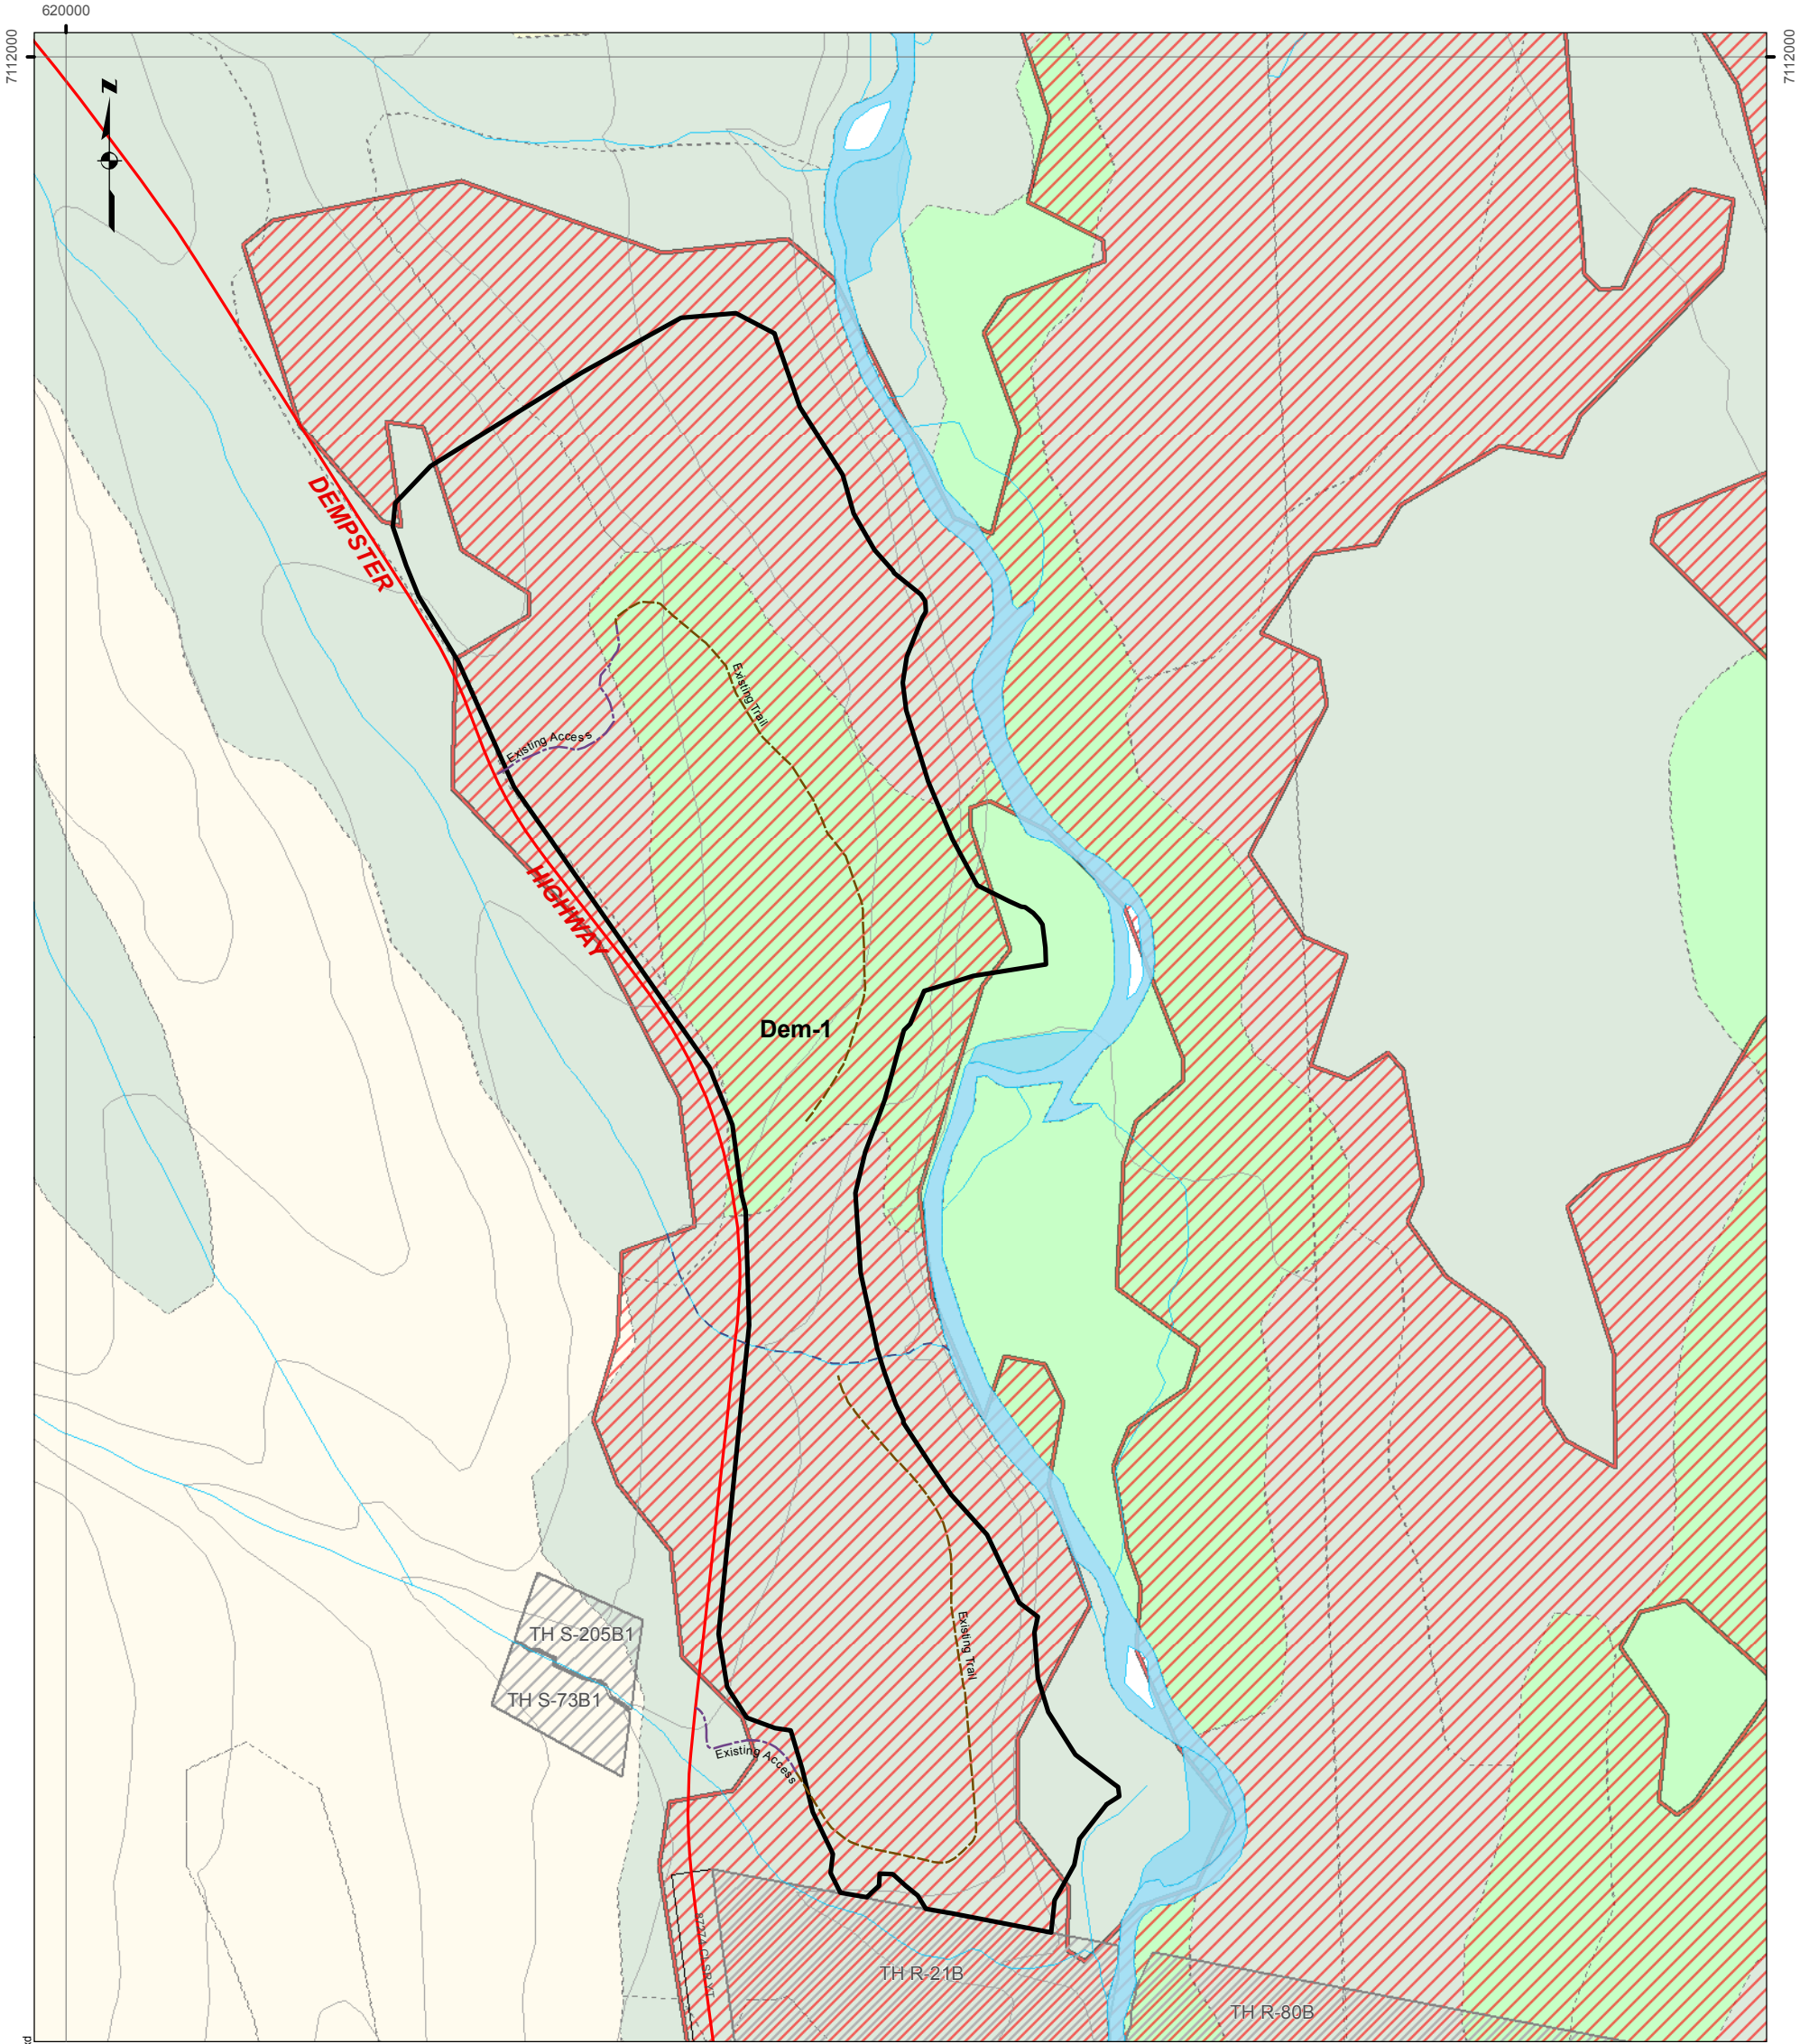 620000
7112000
7112000
N
DEMPSTER
Existing Trail
Existing Access
HIGHWAY
Dem-1
TH S-205B1
Existing Trail
TH S-73B1
Existing Access
TH R-21B
TH R-80B